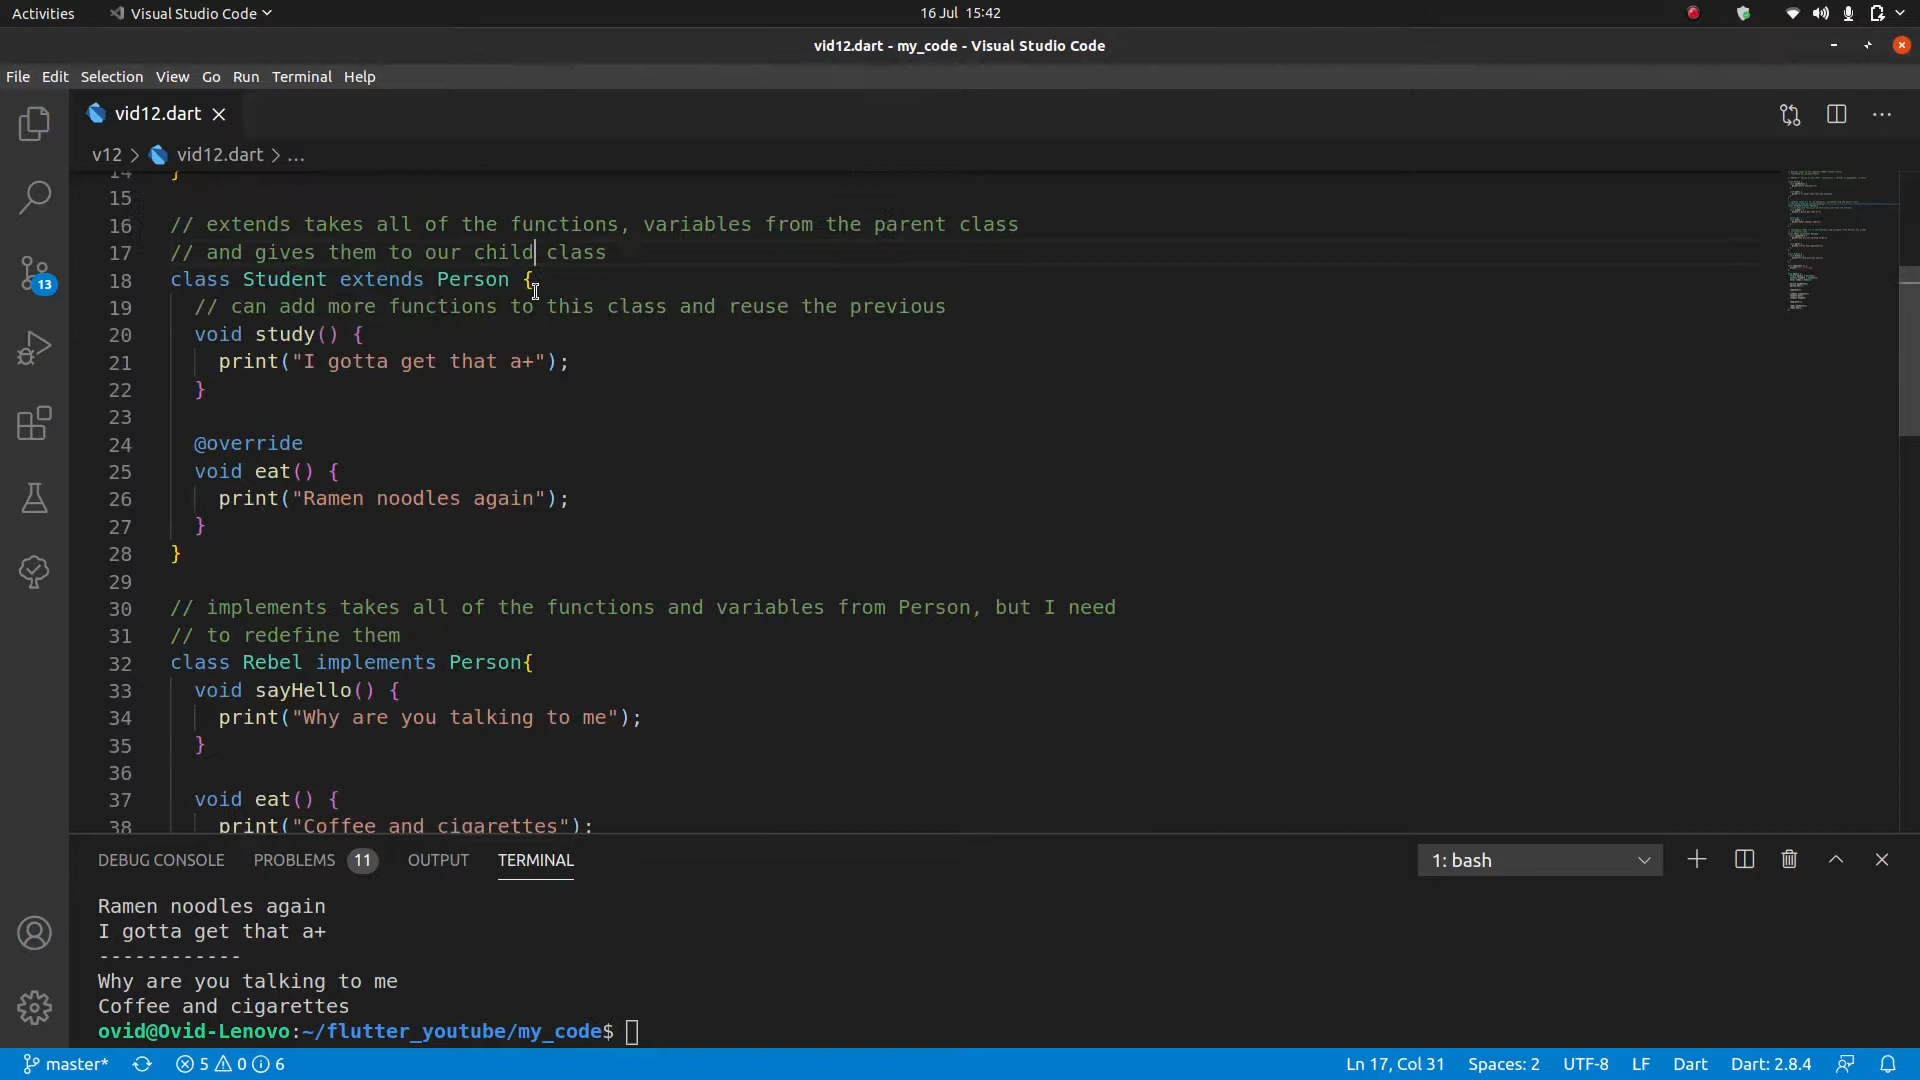 Activities Visual Studio Code 16 Jul 15:42
vid12.dart - my_code - Visual Studio Code
File Edit Selection View Go Run Terminal Help
vid12.dart
v12 > vid12.dart > ...
14 }
15
16 // extends takes all of the functions, variables from the parent class
17 // and gives them to our child class
18 class Student extends Person {
19 // can add more functions to this class and reuse the previous
20 void study() {
21 print("I gotta get that a+");
22 }
23
24 @override
25 void eat() {
26 print("Ramen noodles again");
27 }
28 }
29
30 // implements takes all of the functions and variables from Person, but I need
31 // to redefine them
32 class Rebel implements Person{
33 void sayHello() {
34 print("Why are you talking to me");
35 }
36
37 void eat() {
38 print("Coffee and cigarettes");
13
DEBUG CONSOLE PROBLEMS 11 OUTPUT TERMINAL 1: bash
Ramen noodles again
I gotta get that a+
------------
Why are you talking to me
Coffee and cigarettes
ovid@Ovid-Lenovo:~/flutter_youtube/my_code$
master* 5 0 6 Ln 17, Col 31 Spaces: 2 UTF-8 LF Dart Dart: 2.8.4